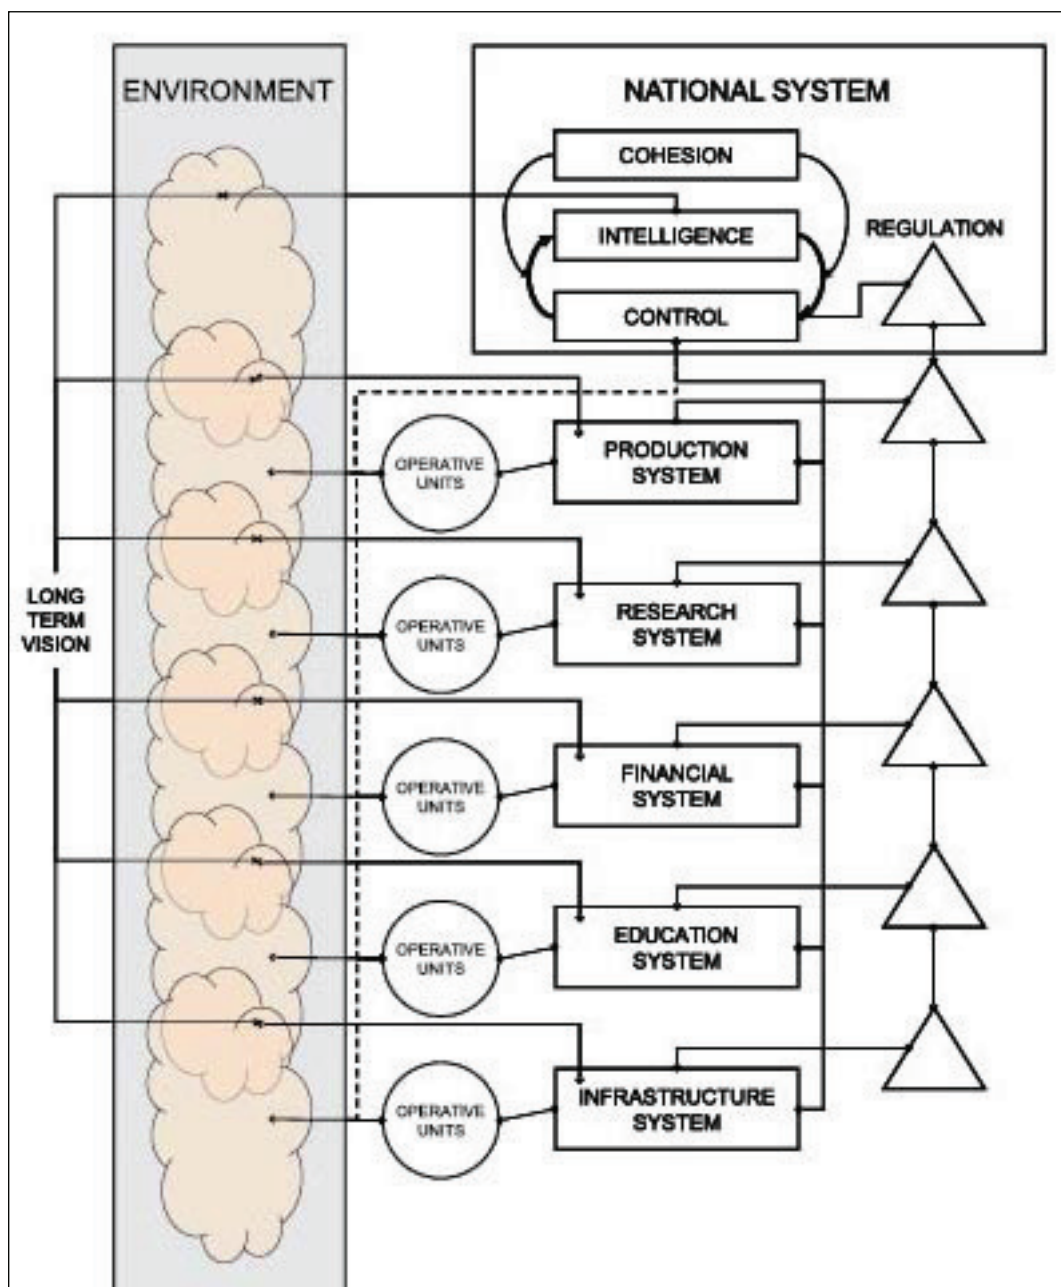 ENVIRONMENT
NATIONAL SYSTEM
COHESION
INTELLIGENCE
REGULATION
CONTROL
OPERATIVE
UNITS
PRODUCTION
SYSTEM
LONG
TERM
VISION
OPERATIVE
UNITS
RESEARCH
SYSTEM
OPERATIVE
UNITS
FINANCIAL
SYSTEM
OPERATIVE
UNITS
EDUCATION
SYSTEM
OPERATIVE
UNITS
INFRASTRUCTURE
SYSTEM